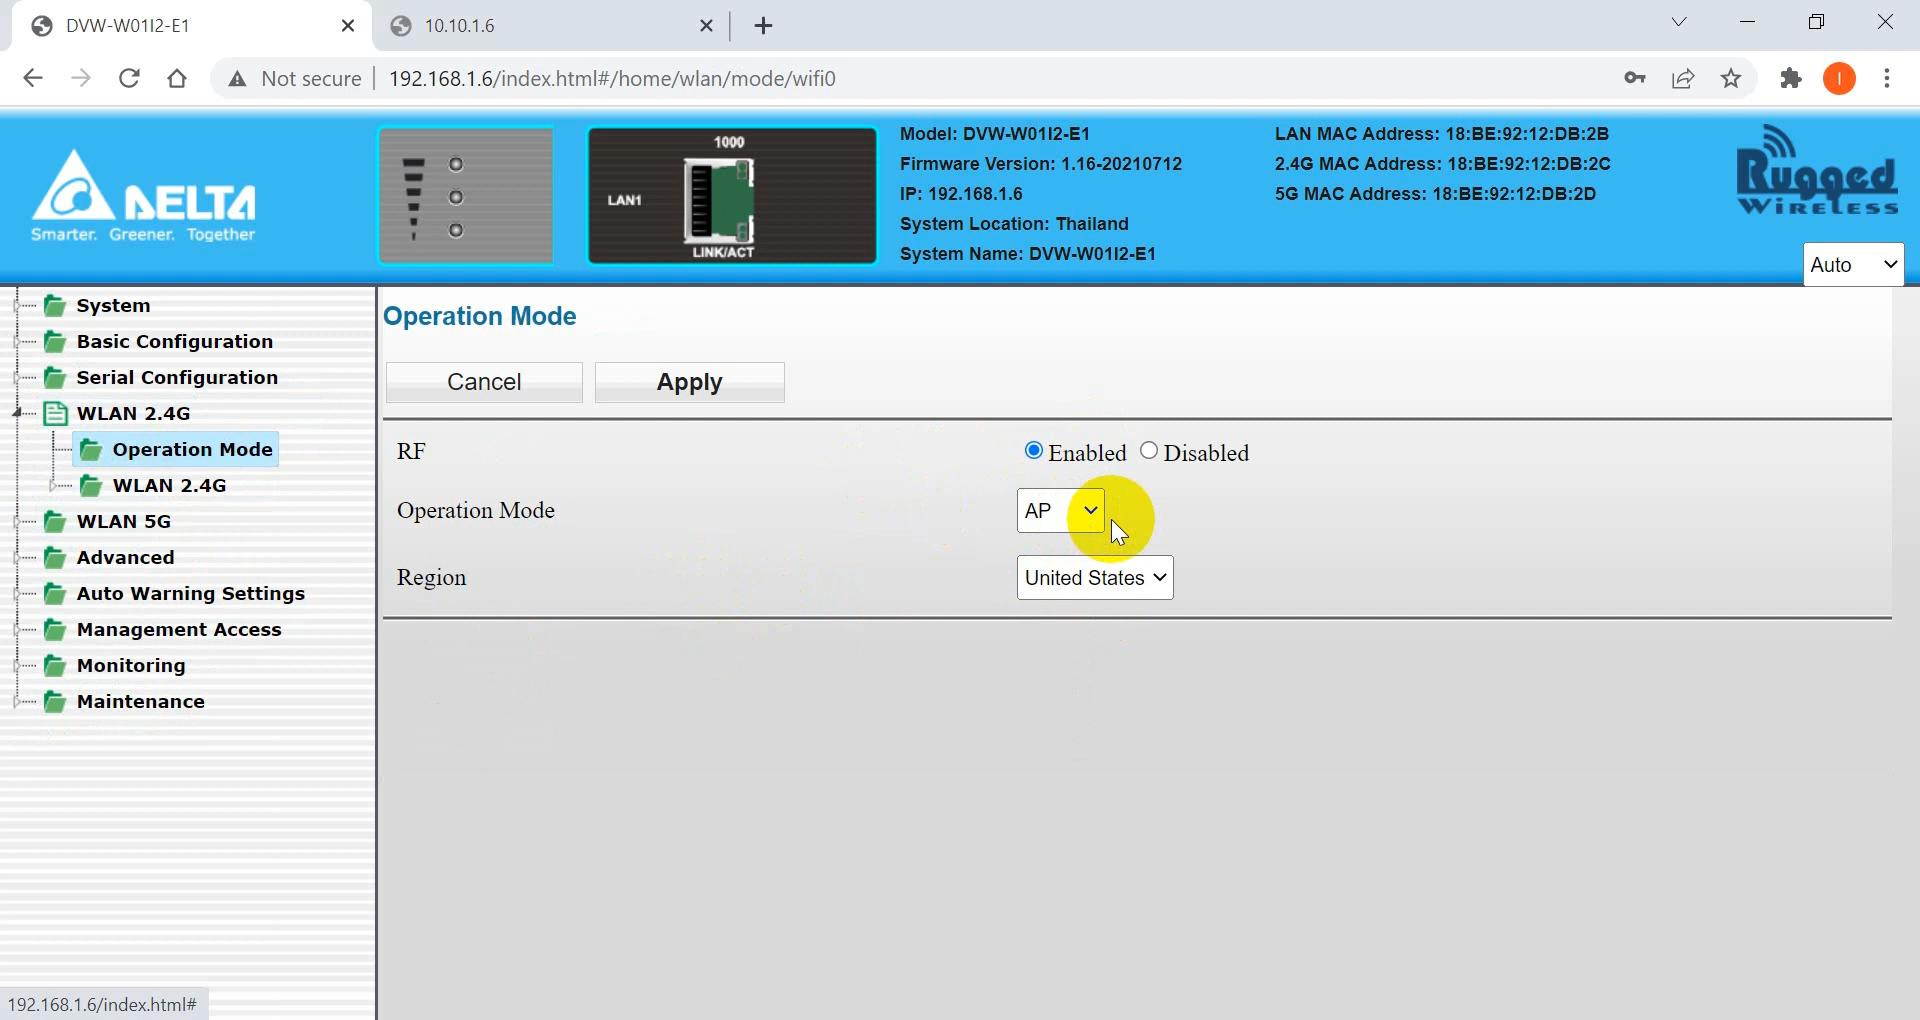 DVW-W01I2-E1
10.10.1.6
Not secure
192.168.1.6/index.html#/home/wlan/mode/wifi0
I
DELTA
Smarter. Greener. Together
1000
LAN1
LINK/ACT
Model: DVW-W01I2-E1
Firmware Version: 1.16-20210712
IP: 192.168.1.6
System Location: Thailand
System Name: DVW-W01I2-E1
LAN MAC Address: 18:BE:92:12:DB:2B
2.4G MAC Address: 18:BE:92:12:DB:2C
5G MAC Address: 18:BE:92:12:DB:2D
Rugged
WIRELESS
Auto
System
Basic Configuration
Serial Configuration
WLAN 2.4G
Operation Mode
WLAN 2.4G
WLAN 5G
Advanced
Auto Warning Settings
Management Access
Monitoring
Maintenance
Operation Mode
Cancel Apply
RF Enabled Disabled
Operation Mode AP
Region United States
192.168.1.6/index.html#